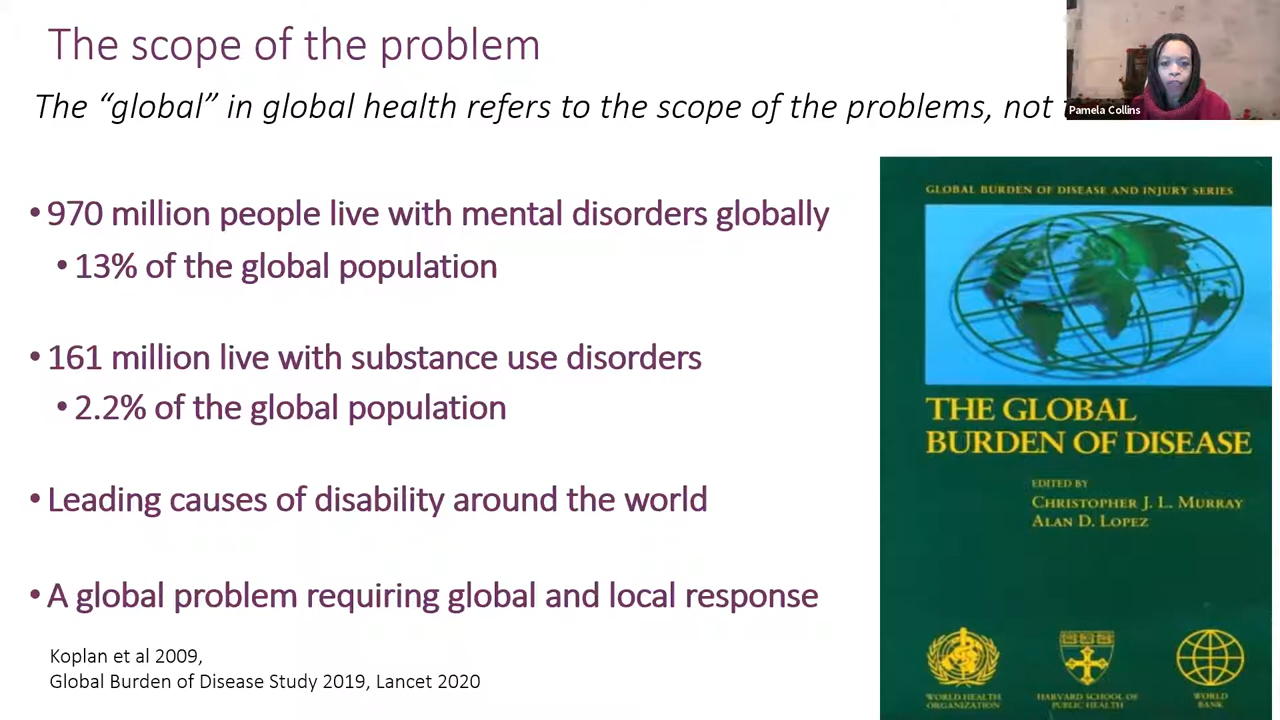 The scope of the problem
The “global” in global health refers to the scope of the problems, not
Pamela Collins
• 970 million people live with mental disorders globally
• 13% of the global population
• 161 million live with substance use disorders
• 2.2% of the global population
• Leading causes of disability around the world
• A global problem requiring global and local response
Koplan et al 2009,
Global Burden of Disease Study 2019, Lancet 2020
GLOBAL BURDEN OF DISEASE AND INJURY SERIES
THE GLOBAL
BURDEN OF DISEASE
EDITED BY
CHRISTOPHER J. L. MURRAY
ALAN D. LOPEZ
WORLD HEALTH
ORGANIZATION
HARVARD SCHOOL OF
PUBLIC HEALTH
WORLD
BANK